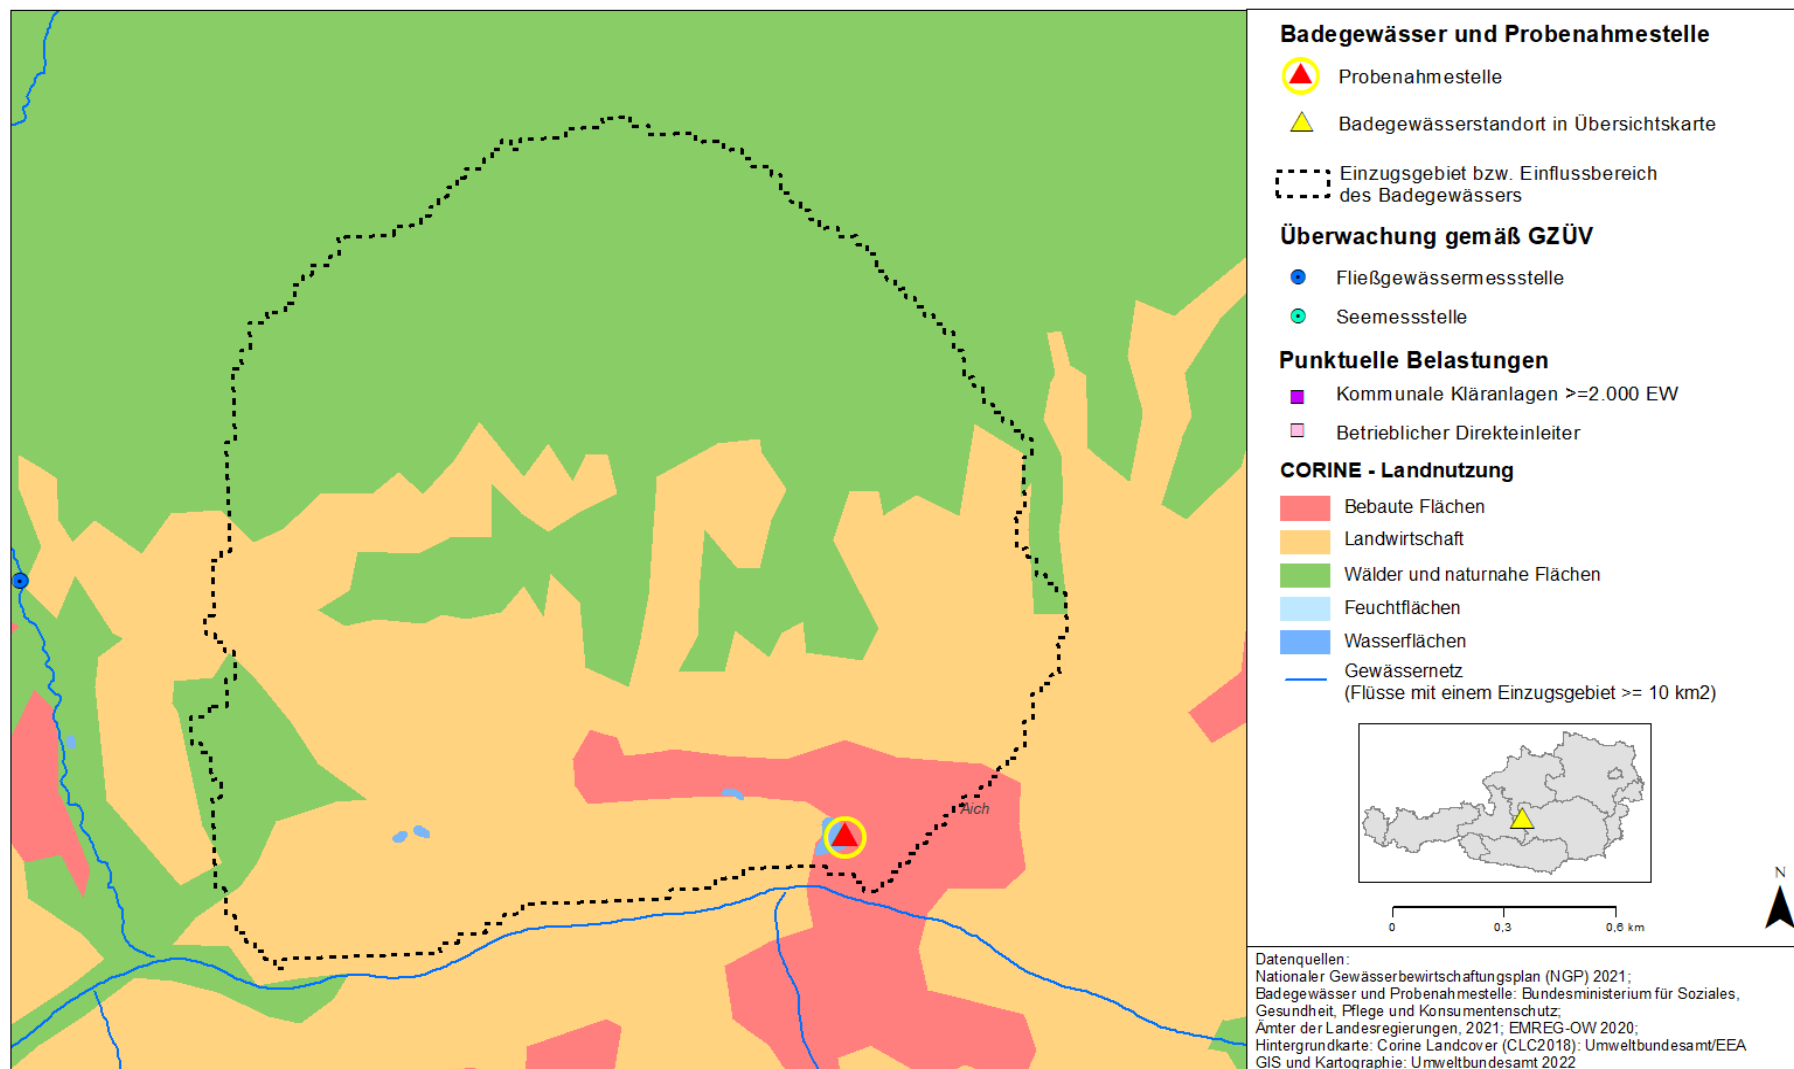 Aich
Badegewässer und Probenahmestelle
Probenahmestelle
Badegewässerstandort in Übersichtskarte
Einzugsgebiet bzw. Einflussbereich
des Badegewässers
Überwachung gemäß GZÜV
Fließgewässermessstelle
Seemessstelle
Punktuelle Belastungen
Kommunale Kläranlagen >=2.000 EW
Betrieblicher Direkteinleiter
CORINE - Landnutzung
Bebaute Flächen
Landwirtschaft
Wälder und naturnahe Flächen
Feuchtflächen
Wasserflächen
Gewässernetz
(Flüsse mit einem Einzugsgebiet >= 10 km2)
N
0 0,3 0,6 km
Datenquellen:
Nationaler Gewässerbewirtschaftungsplan (NGP) 2021;
Badegewässer und Probenahmestelle: Bundesministerium für Soziales,
Gesundheit, Pflege und Konsumentenschutz;
Ämter der Landesregierungen, 2021; EMREG-OW 2020;
Hintergrundkarte: Corine Landcover (CLC2018): Umweltbundesamt/EEA
GIS und Kartographie: Umweltbundesamt 2022